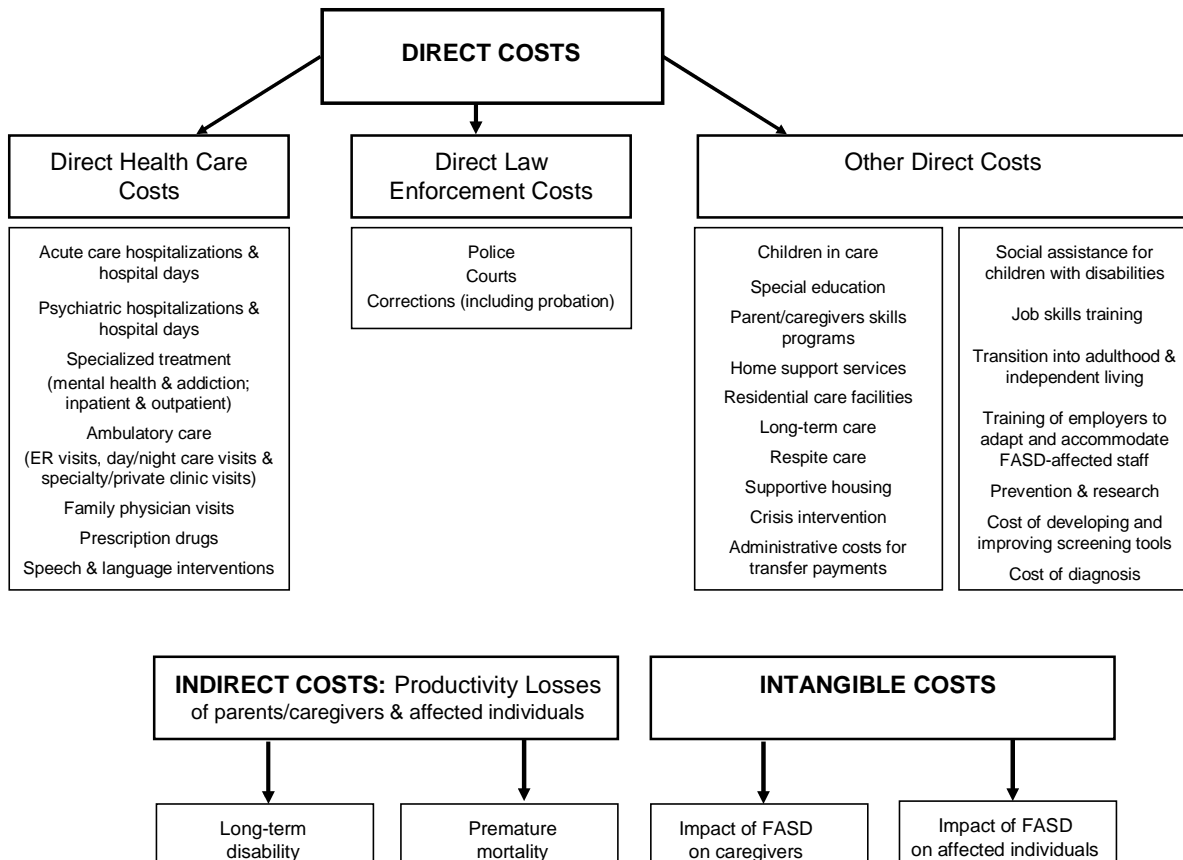 DIRECT COSTS
Direct Health Care
Costs
Direct Law
Enforcement Costs
Other Direct Costs
Acute care hospitalizations &
hospital days
Psychiatric hospitalizations &
hospital days
Specialized treatment
(mental health & addiction;
inpatient & outpatient)
Ambulatory care
(ER visits, day/night care visits &
specialty/private clinic visits)
Family physician visits
Prescription drugs
Speech & language interventions
Police
Courts
Corrections (including probation)
Children in care
Special education
Parent/caregivers skills
programs
Home support services
Residential care facilities
Long-term care
Respite care
Supportive housing
Crisis intervention
Administrative costs for
transfer payments
Social assistance for
children with disabilities
Job skills training
Transition into adulthood &
independent living
Training of employers to
adapt and accommodate
FASD-affected staff
Prevention & research
Cost of developing and
improving screening tools
Cost of diagnosis
INDIRECT COSTS: Productivity Losses
of parents/caregivers & affected individuals
INTANGIBLE COSTS
Long-term
disability
Premature
mortality
Impact of FASD
on caregivers
Impact of FASD
on affected individuals